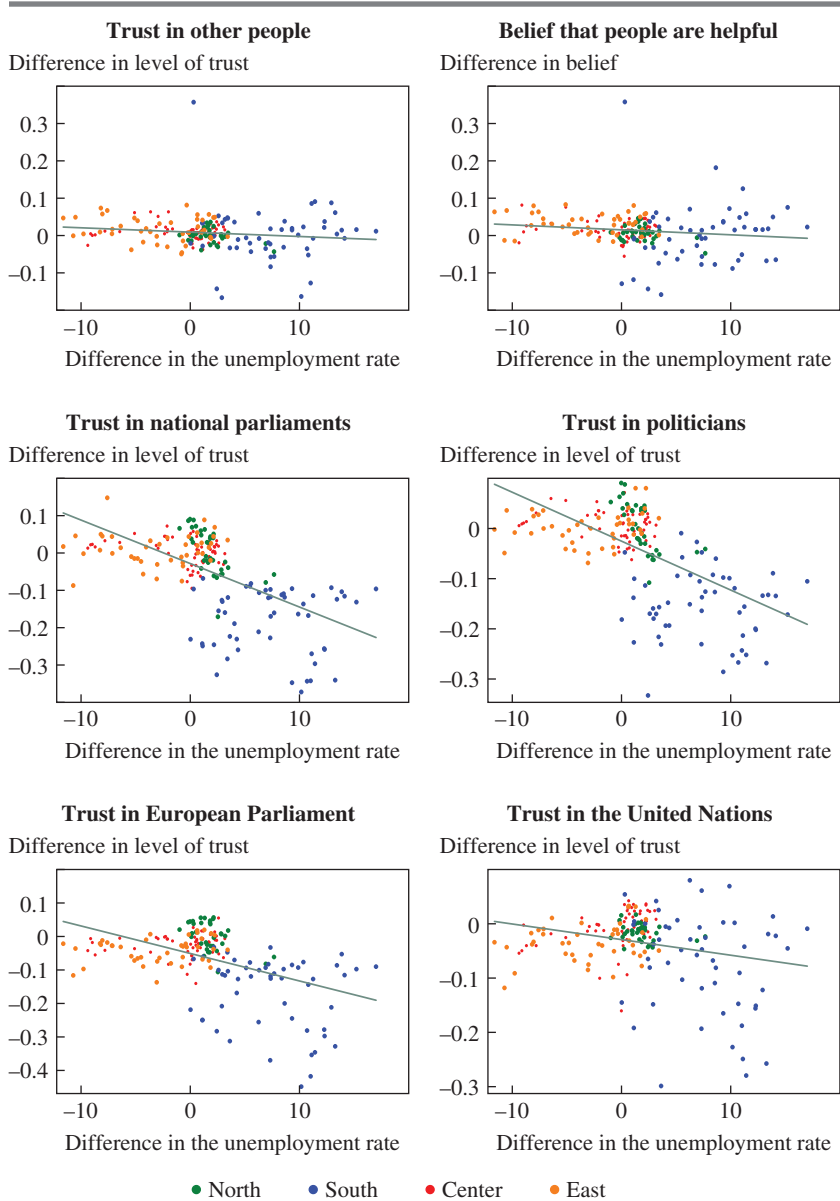 Trust in other people
Difference in level of trust
0.3
0.2
0.1
0
–0.1
–10
0
10
Difference in the unemployment rate
Belief that people are helpful
Difference in belief
0.3
0.2
0.1
0
–0.1
–10
0
10
Difference in the unemployment rate
Trust in national parliaments
Difference in level of trust
0.1
0
–0.1
–0.2
–0.3
–10
0
10
Difference in the unemployment rate
Trust in politicians
Difference in level of trust
0
–0.1
–0.2
–0.3
–10
0
10
Difference in the unemployment rate
Trust in European Parliament
Difference in level of trust
0.1
0
–0.1
–0.2
–0.3
–0.4
–10
0
10
Difference in the unemployment rate
Trust in the United Nations
Difference in level of trust
0
–0.1
–0.2
–0.3
–10
0
10
Difference in the unemployment rate
North South Center East